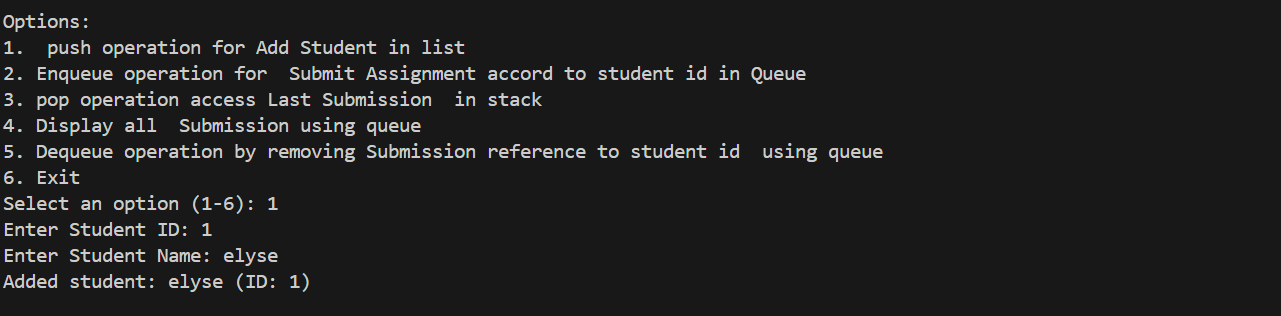 Options:
1.  push operation for Add Student in list
2. Enqueue operation for  Submit Assignment accord to student id in Queue
3. pop operation access Last Submission  in stack
4. Display all  Submission using queue
5. Dequeue operation by removing Submission reference to student id  using queue
6. Exit
Select an option (1-6): 1
Enter Student ID: 1
Enter Student Name: elyse
Added student: elyse (ID: 1)